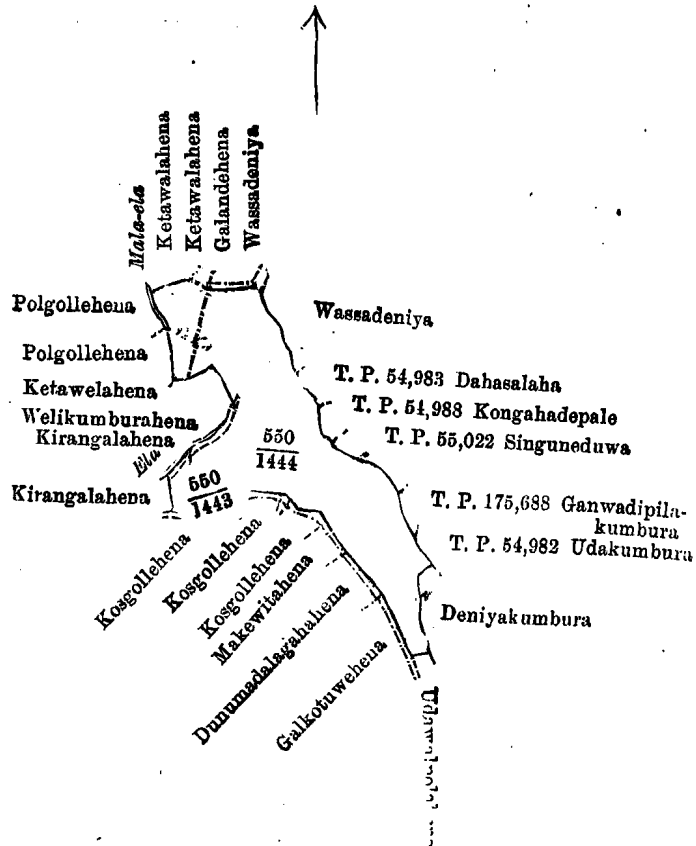 Mala-ela
Ketawalahena
Ketawalahena
Galandehena
Wassadeniya
Polgollehena
Wassadeniya
Polgollehena
T. P. 54,983 Dahasalaha
Ketawelahena
T. P. 54,988 Kongahadepale
Welikumburahena
Kirangalahena
T. P. 55,022 Singuneduwa
Ela
550
1444
Kirangalahena
550
1443
T. P. 175,688 Ganwadipila-
kumbura
T. P. 54,982 Udakumbura
Kosgollehena
Kosgollehena
Kosgollehena
Makewitahena
Dunumadalagahahena
Galkotuwehena
Deniyakumbura